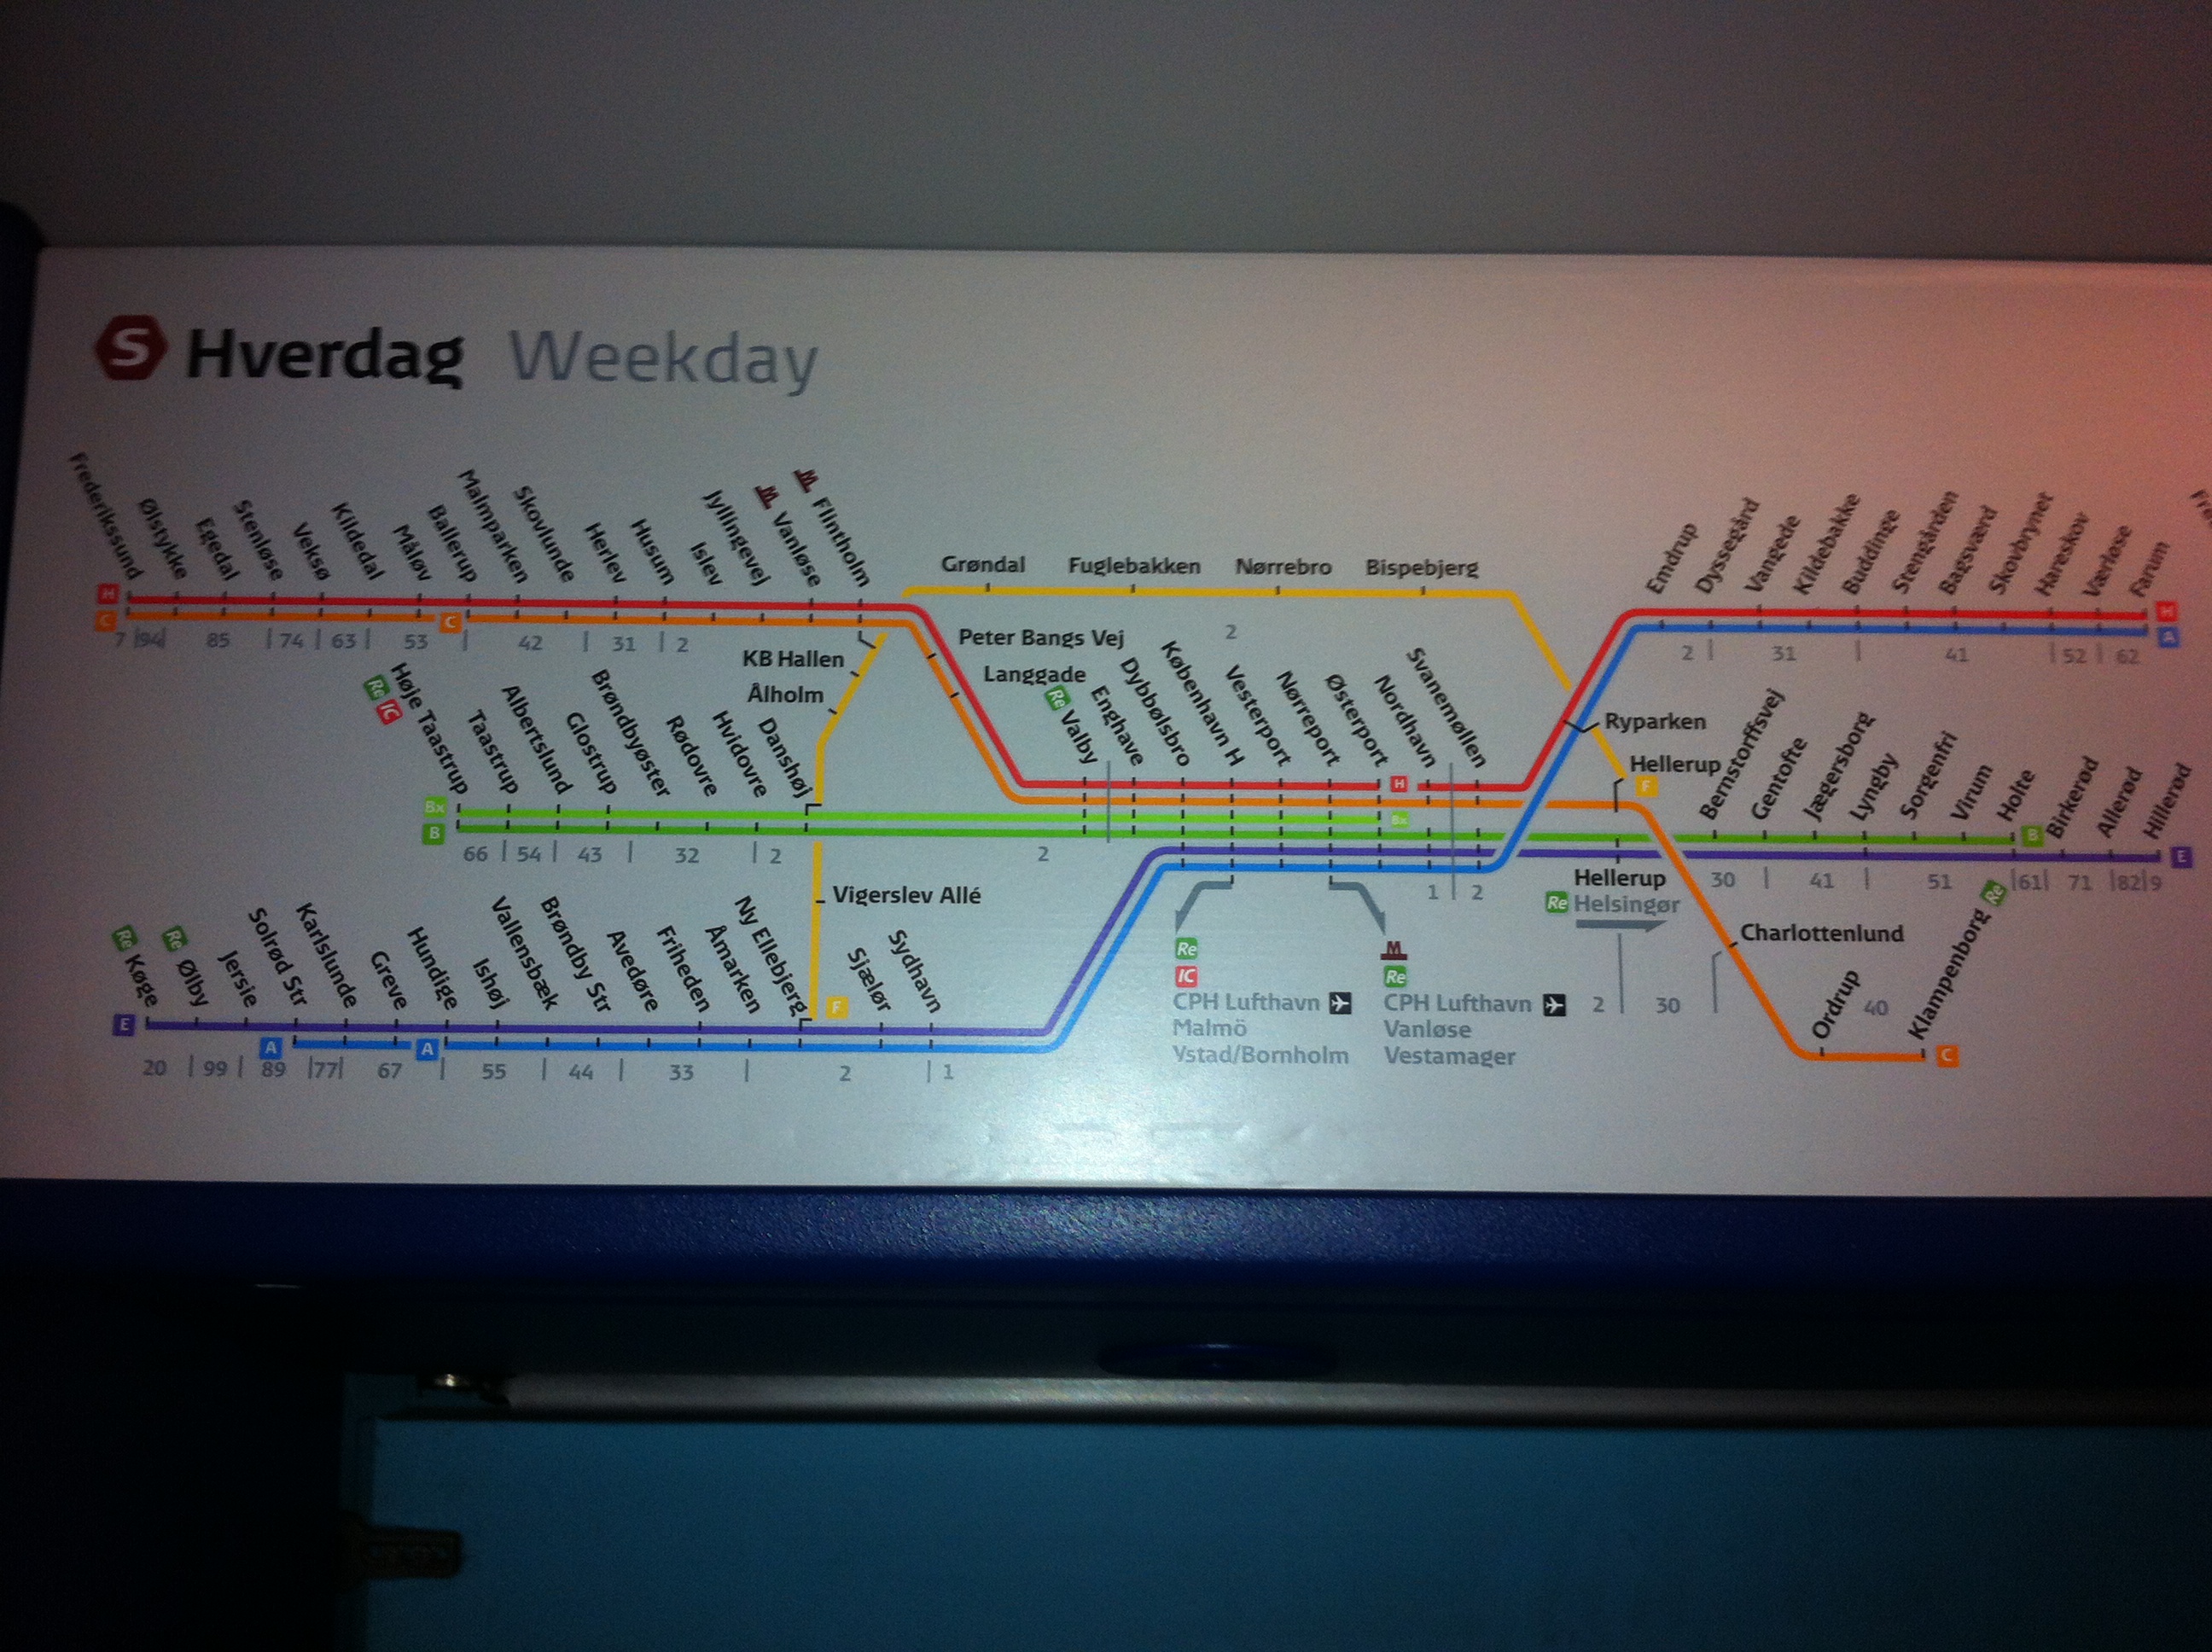 S Hverdag Weekday
Frederikssund
Ølstykke
Egedal
Stenløse
Veksø
Kildedal
Måløv
Ballerup
Malmparken
Skovlunde
Herlev
Husum
Islev
Jyllingevej
M Vanløse
M Flintholm
Grøndal
Fuglebakken
Nørrebro
Bispebjerg
Emdrup
Dyssegård
Vangede
Kildebakke
Buddinge
Stengården
Bagsværd
Skovbrynet
Hareskov
Værløse
Farum
Fre
H
H
C
C
A
7 |94| 85 | 74 | 63 | 53 | 42 | 31 | 2
2
2 | 31 | 41 | 52 | 62
KB Hallen
Ålholm
Peter Bangs Vej
Langgade
Re IC Høje Taastrup
Taastrup
Albertslund
Glostrup
Brøndbyøster
Rødovre
Hvidovre
Danshøj
Re Valby
Enghave
Dybbølsbro
København H
Vesterport
Nørreport
Østerport
Nordhavn
Svanemøllen
Ryparken
Hellerup
F
Bernstorffsvej
Gentofte
Jægersborg
Lyngby
Sorgenfri
Virum
Holte
Birkerød
Allerød
Hillerød
H
Bx
Bx
B
B
E
66 | 54 | 43 | 32 | 2
2
1 | 2
30 | 41 | 51 |61| 71 |82|9
Hellerup
Re Helsingør
Vigerslev Allé
Charlottenlund
Re Køge
Re Ølby
Jersie
Solrød Str
Karlslunde
Greve
Hundige
Ishøj
Vallensbæk
Brøndby Str
Avedøre
Friheden
Åmarken
Ny Ellebjerg
F
Sjælør
Sydhavn
Re
IC
CPH Lufthavn
Malmö
Ystad/Bornholm
M
Re
CPH Lufthavn
Vanløse
Vestamager
2 | 30
40
Ordrup
Klampenborg Re
C
E
A
A
20 | 99 | 89 |77| 67 | 55 | 44 | 33 | 2 | 1